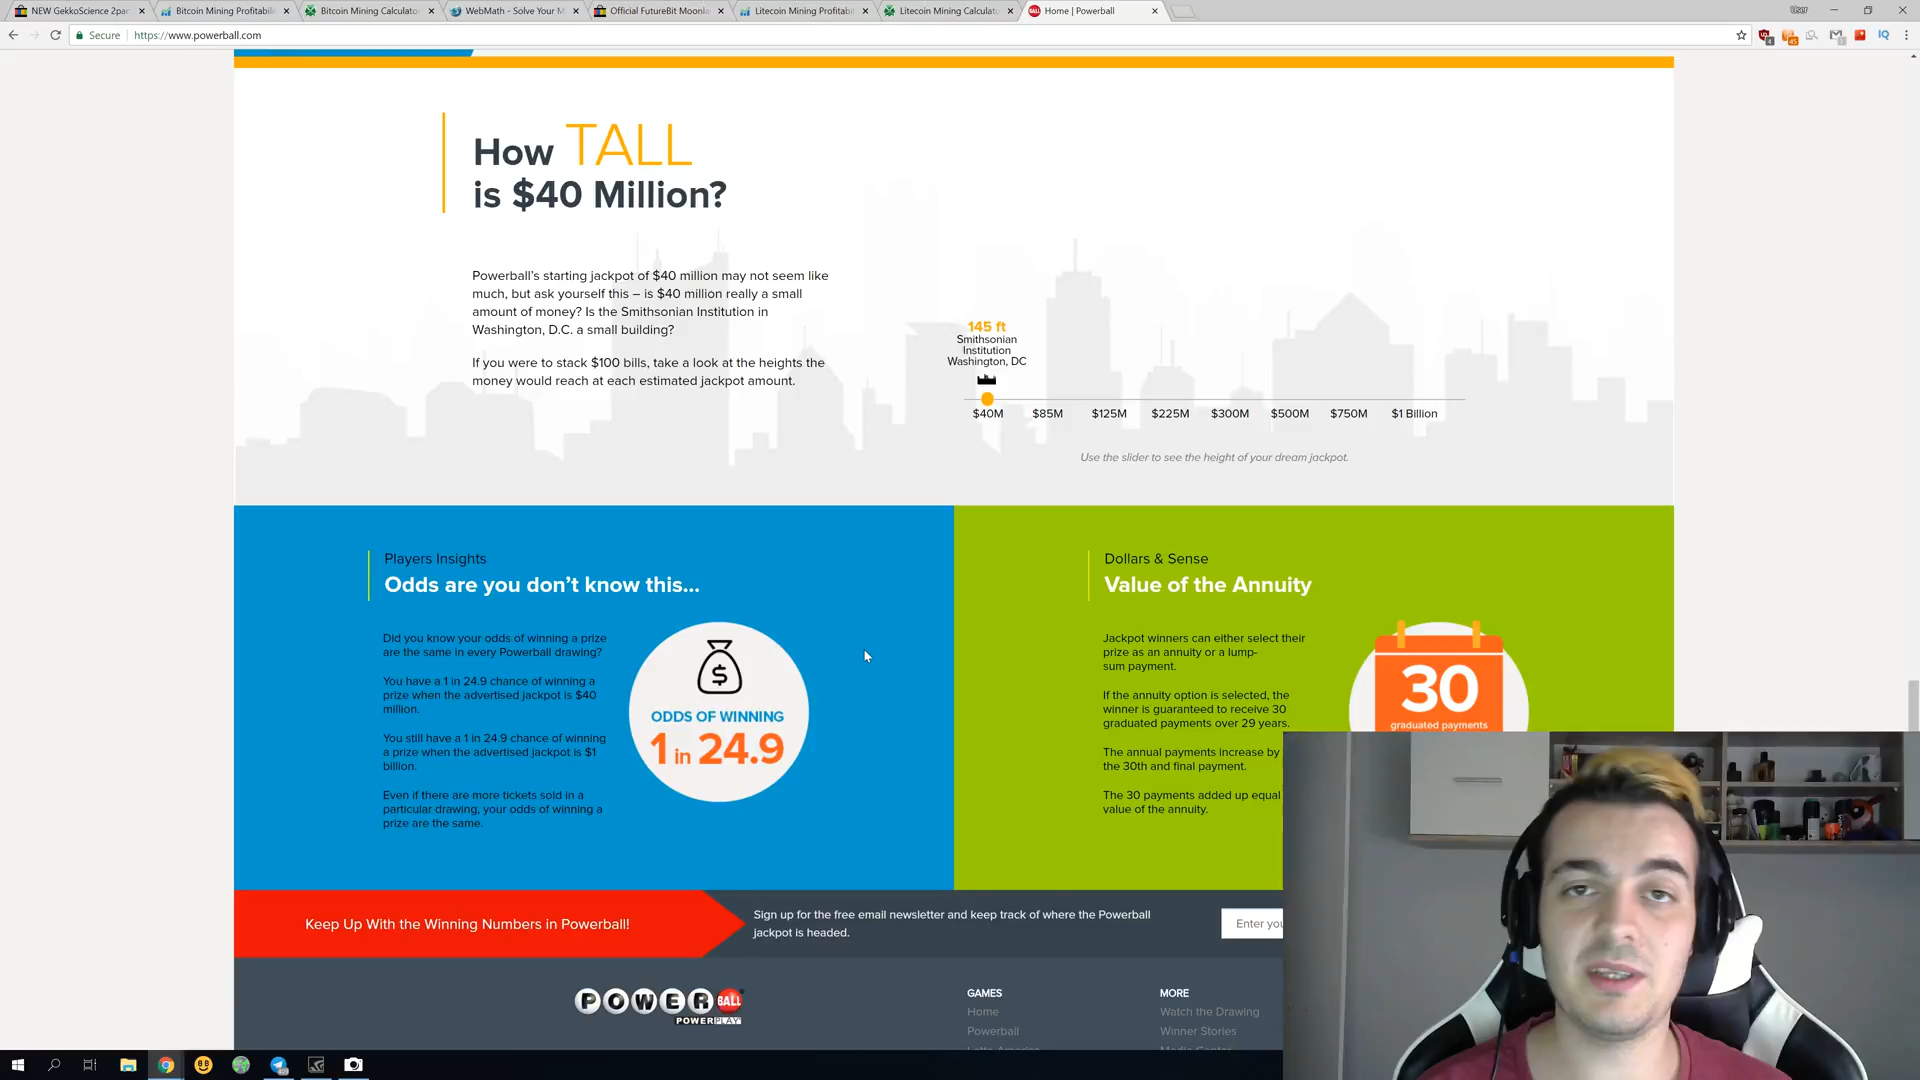 NEW GekkoScience 2pac
Bitcoin Mining Profitabili
Bitcoin Mining Calculato
WebMath - Solve Your M
Official FutureBit Moonla
Litecoin Mining Profitabi
Litecoin Mining Calculat
Home | Powerball
User
Secure
https://www.powerball.com
How TALL
is $40 Million?
Powerball's starting jackpot of $40 million may not seem like
much, but ask yourself this – is $40 million really a small
amount of money? Is the Smithsonian Institution in
Washington, D.C. a small building?
If you were to stack $100 bills, take a look at the heights the
money would reach at each estimated jackpot amount.
145 ft
Smithsonian
Institution
Washington, DC
$40M $85M $125M $225M $300M $500M $750M $1 Billion
Use the slider to see the height of your dream jackpot.
Players Insights
Odds are you don't know this...
Did you know your odds of winning a prize
are the same in every Powerball drawing?
You have a 1 in 24.9 chance of winning a
prize when the advertised jackpot is $40
million.
You still have a 1 in 24.9 chance of winning
a prize when the advertised jackpot is $1
billion.
Even if there are more tickets sold in a
particular drawing, your odds of winning a
prize are the same.
$
ODDS OF WINNING
1 in 24.9
Dollars & Sense
Value of the Annuity
Jackpot winners can either select their
prize as an annuity or a lump-
sum payment.
If the annuity option is selected, the
winner is guaranteed to receive 30
graduated payments over 29 years.
The annual payments increase by
the 30th and final payment.
The 30 payments added up equal
value of the annuity.
30
graduated payments
Keep Up With the Winning Numbers in Powerball!
Sign up for the free email newsletter and keep track of where the Powerball
jackpot is headed.
Enter you
POWERBALL
POWERPLAY
GAMES
Home
Powerball
MORE
Watch the Drawing
Winner Stories